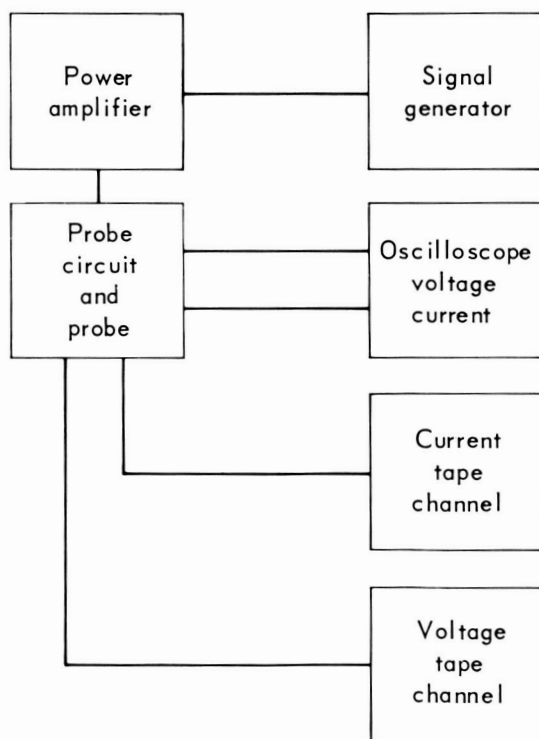 Power
amplifier
Signal
generator
Probe
circuit
and
probe
Oscilloscope
voltage
current
Current
tape
channel
Voltage
tape
channel